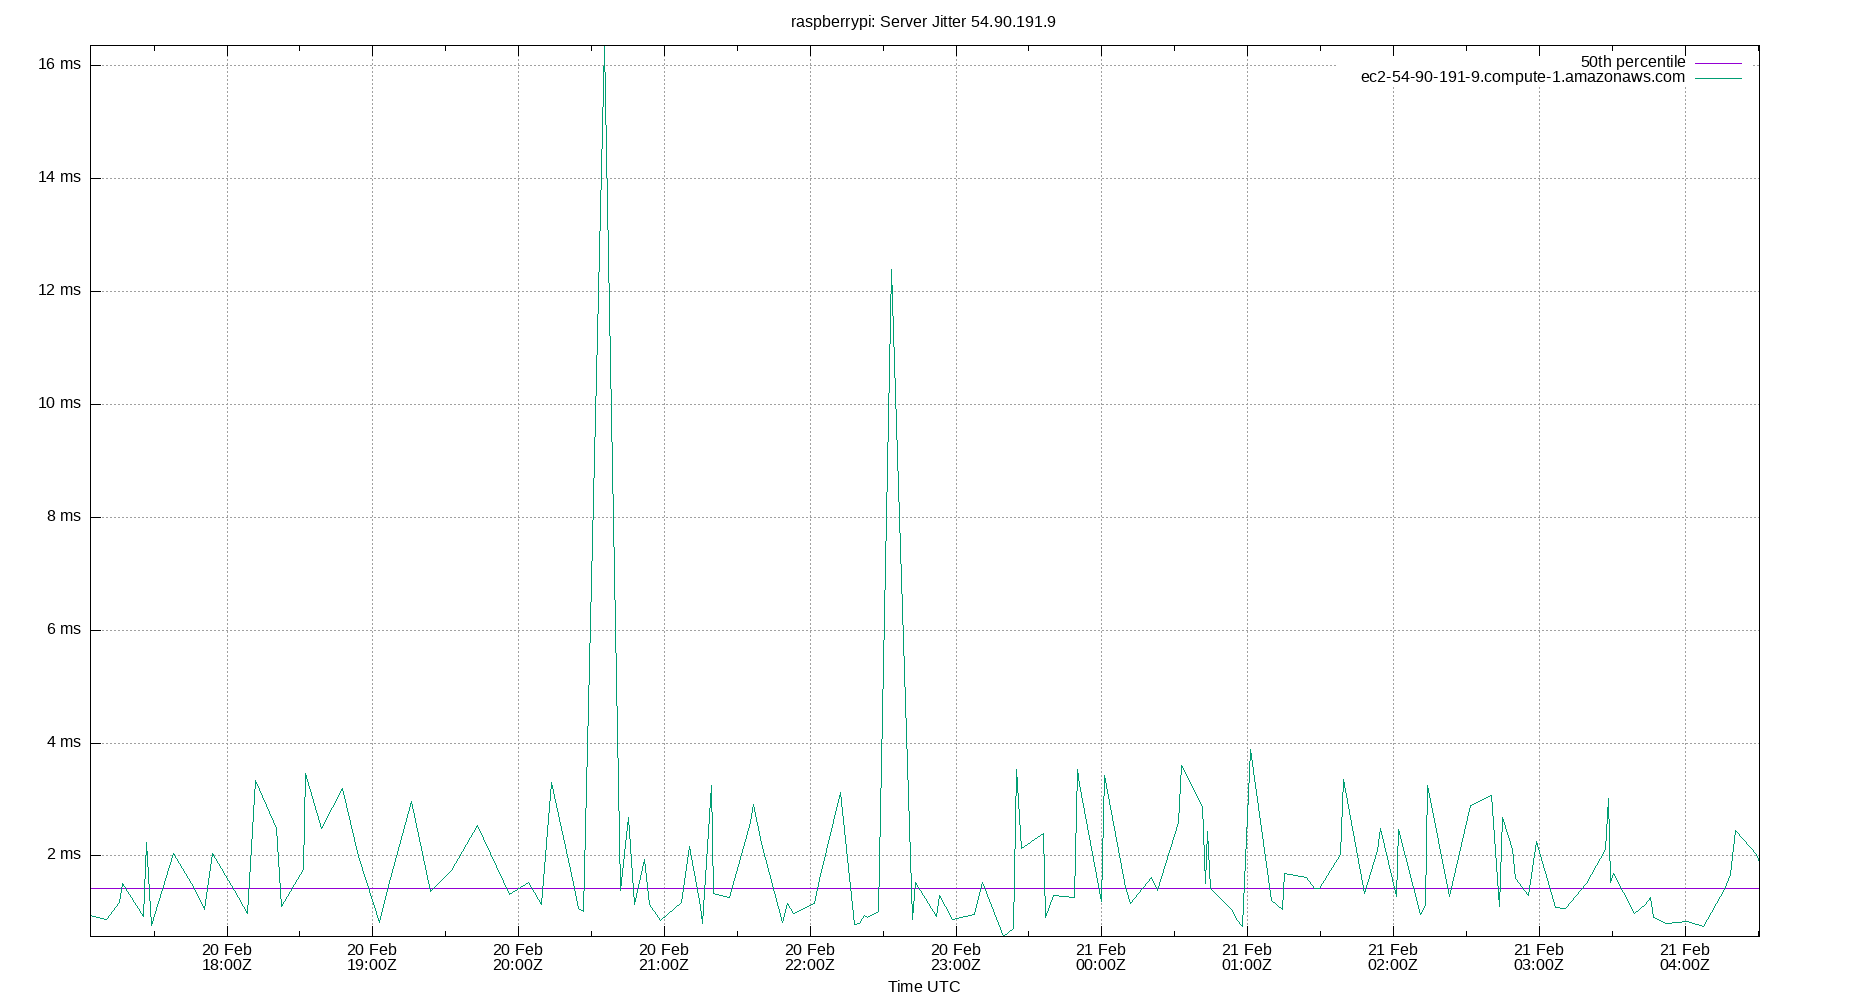 raspberrypi: Server Jitter 54.90.191.9
50th percentile
ec2-54-90-191-9.compute-1.amazonaws.com
16 ms
14 ms
12 ms
10 ms
8 ms
6 ms
4 ms
2 ms
20 Feb 20 Feb 20 Feb 20 Feb 20 Feb 20 Feb 21 Feb 21 Feb 21 Feb 21 Feb 21 Feb
18:00Z 19:00Z 20:00Z 21:00Z 22:00Z 23:00Z 00:00Z 01:00Z 02:00Z 03:00Z 04:00Z
Time UTC